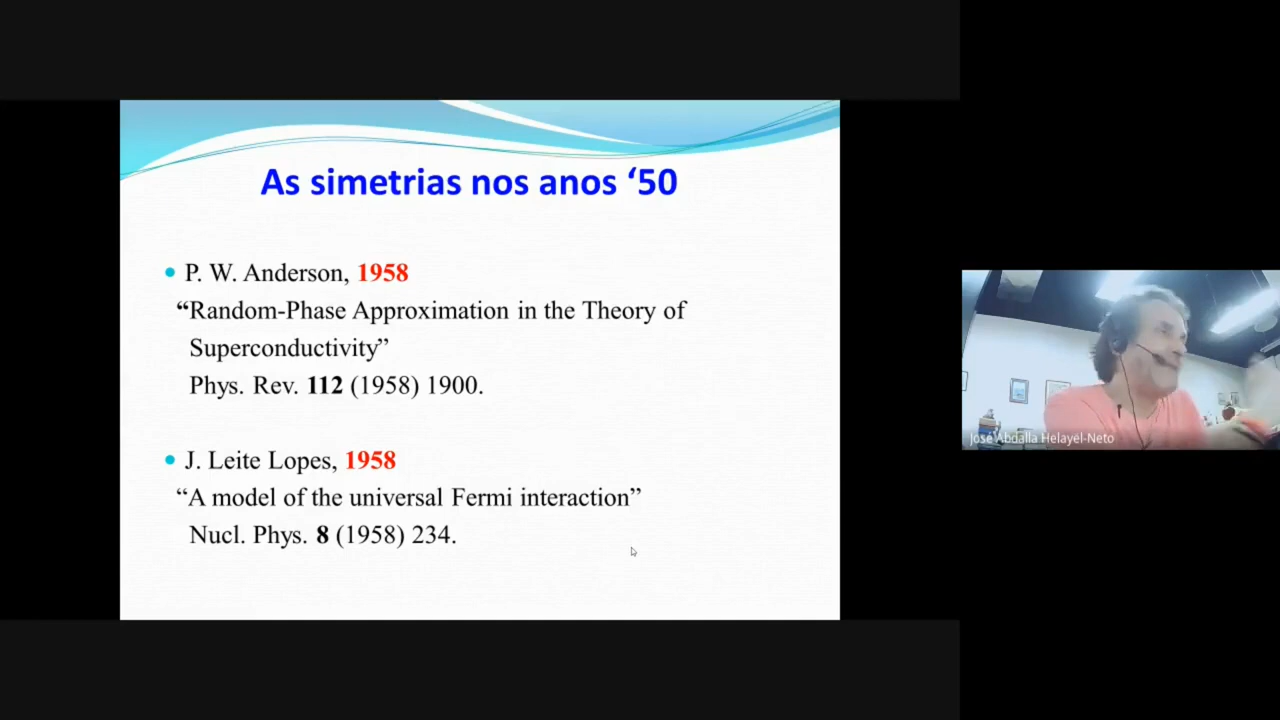 As simetrias nos anos ‘50
• P. W. Anderson, 1958
“Random-Phase Approximation in the Theory of
Superconductivity”
Phys. Rev. 112 (1958) 1900.
• J. Leite Lopes, 1958
“A model of the universal Fermi interaction”
Nucl. Phys. 8 (1958) 234.
José Abdalla Helayël-Neto